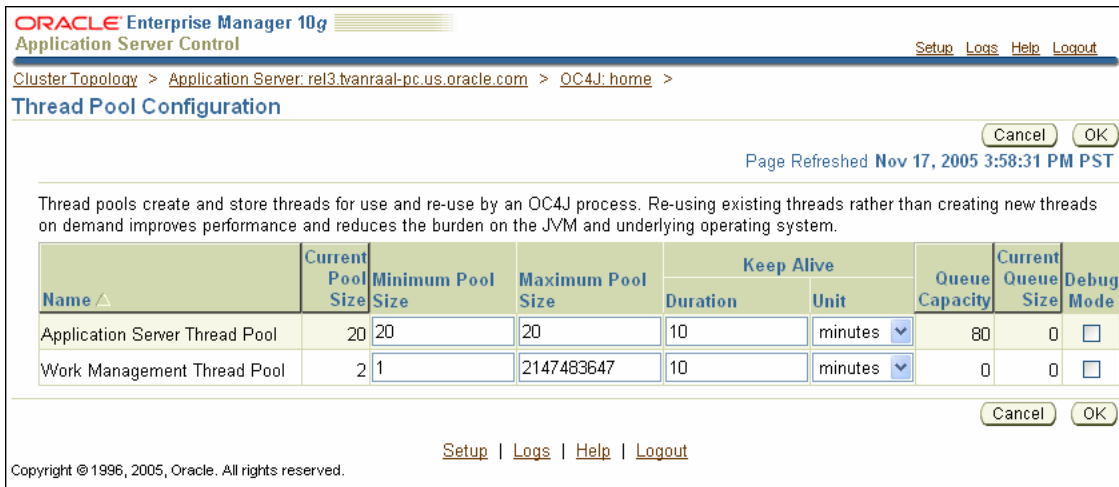 ORACLE Enterprise Manager 10g
Application Server Control
Setup Logs Help Logout
Cluster Topology > Application Server: rel3.tvanraal-pc.us.oracle.com > OC4J: home >
Thread Pool Configuration
Cancel OK
Page Refreshed Nov 17, 2005 3:58:31 PM PST
Thread pools create and store threads for use and re-use by an OC4J process. Re-using existing threads rather than creating new threads
on demand improves performance and reduces the burden on the JVM and underlying operating system.
Name Current Pool Size Minimum Pool Size Maximum Pool Size Keep Alive Duration Unit Queue Capacity Current Queue Size Debug Mode
Application Server Thread Pool 20 20 20 10 minutes 80 0
Work Management Thread Pool 2 1 2147483647 10 minutes 0 0
Cancel OK
Setup | Logs | Help | Logout
Copyright © 1996, 2005, Oracle. All rights reserved.